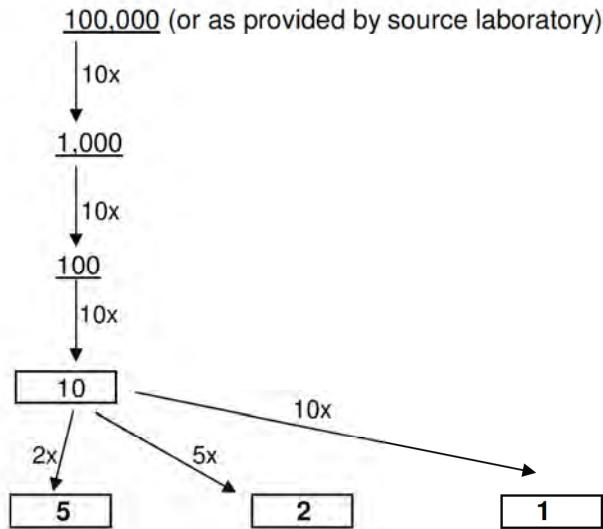 100,000 (or as provided by source laboratory)
10x
1,000
10x
100
10x
10
10x
2x
5x
5
2
1